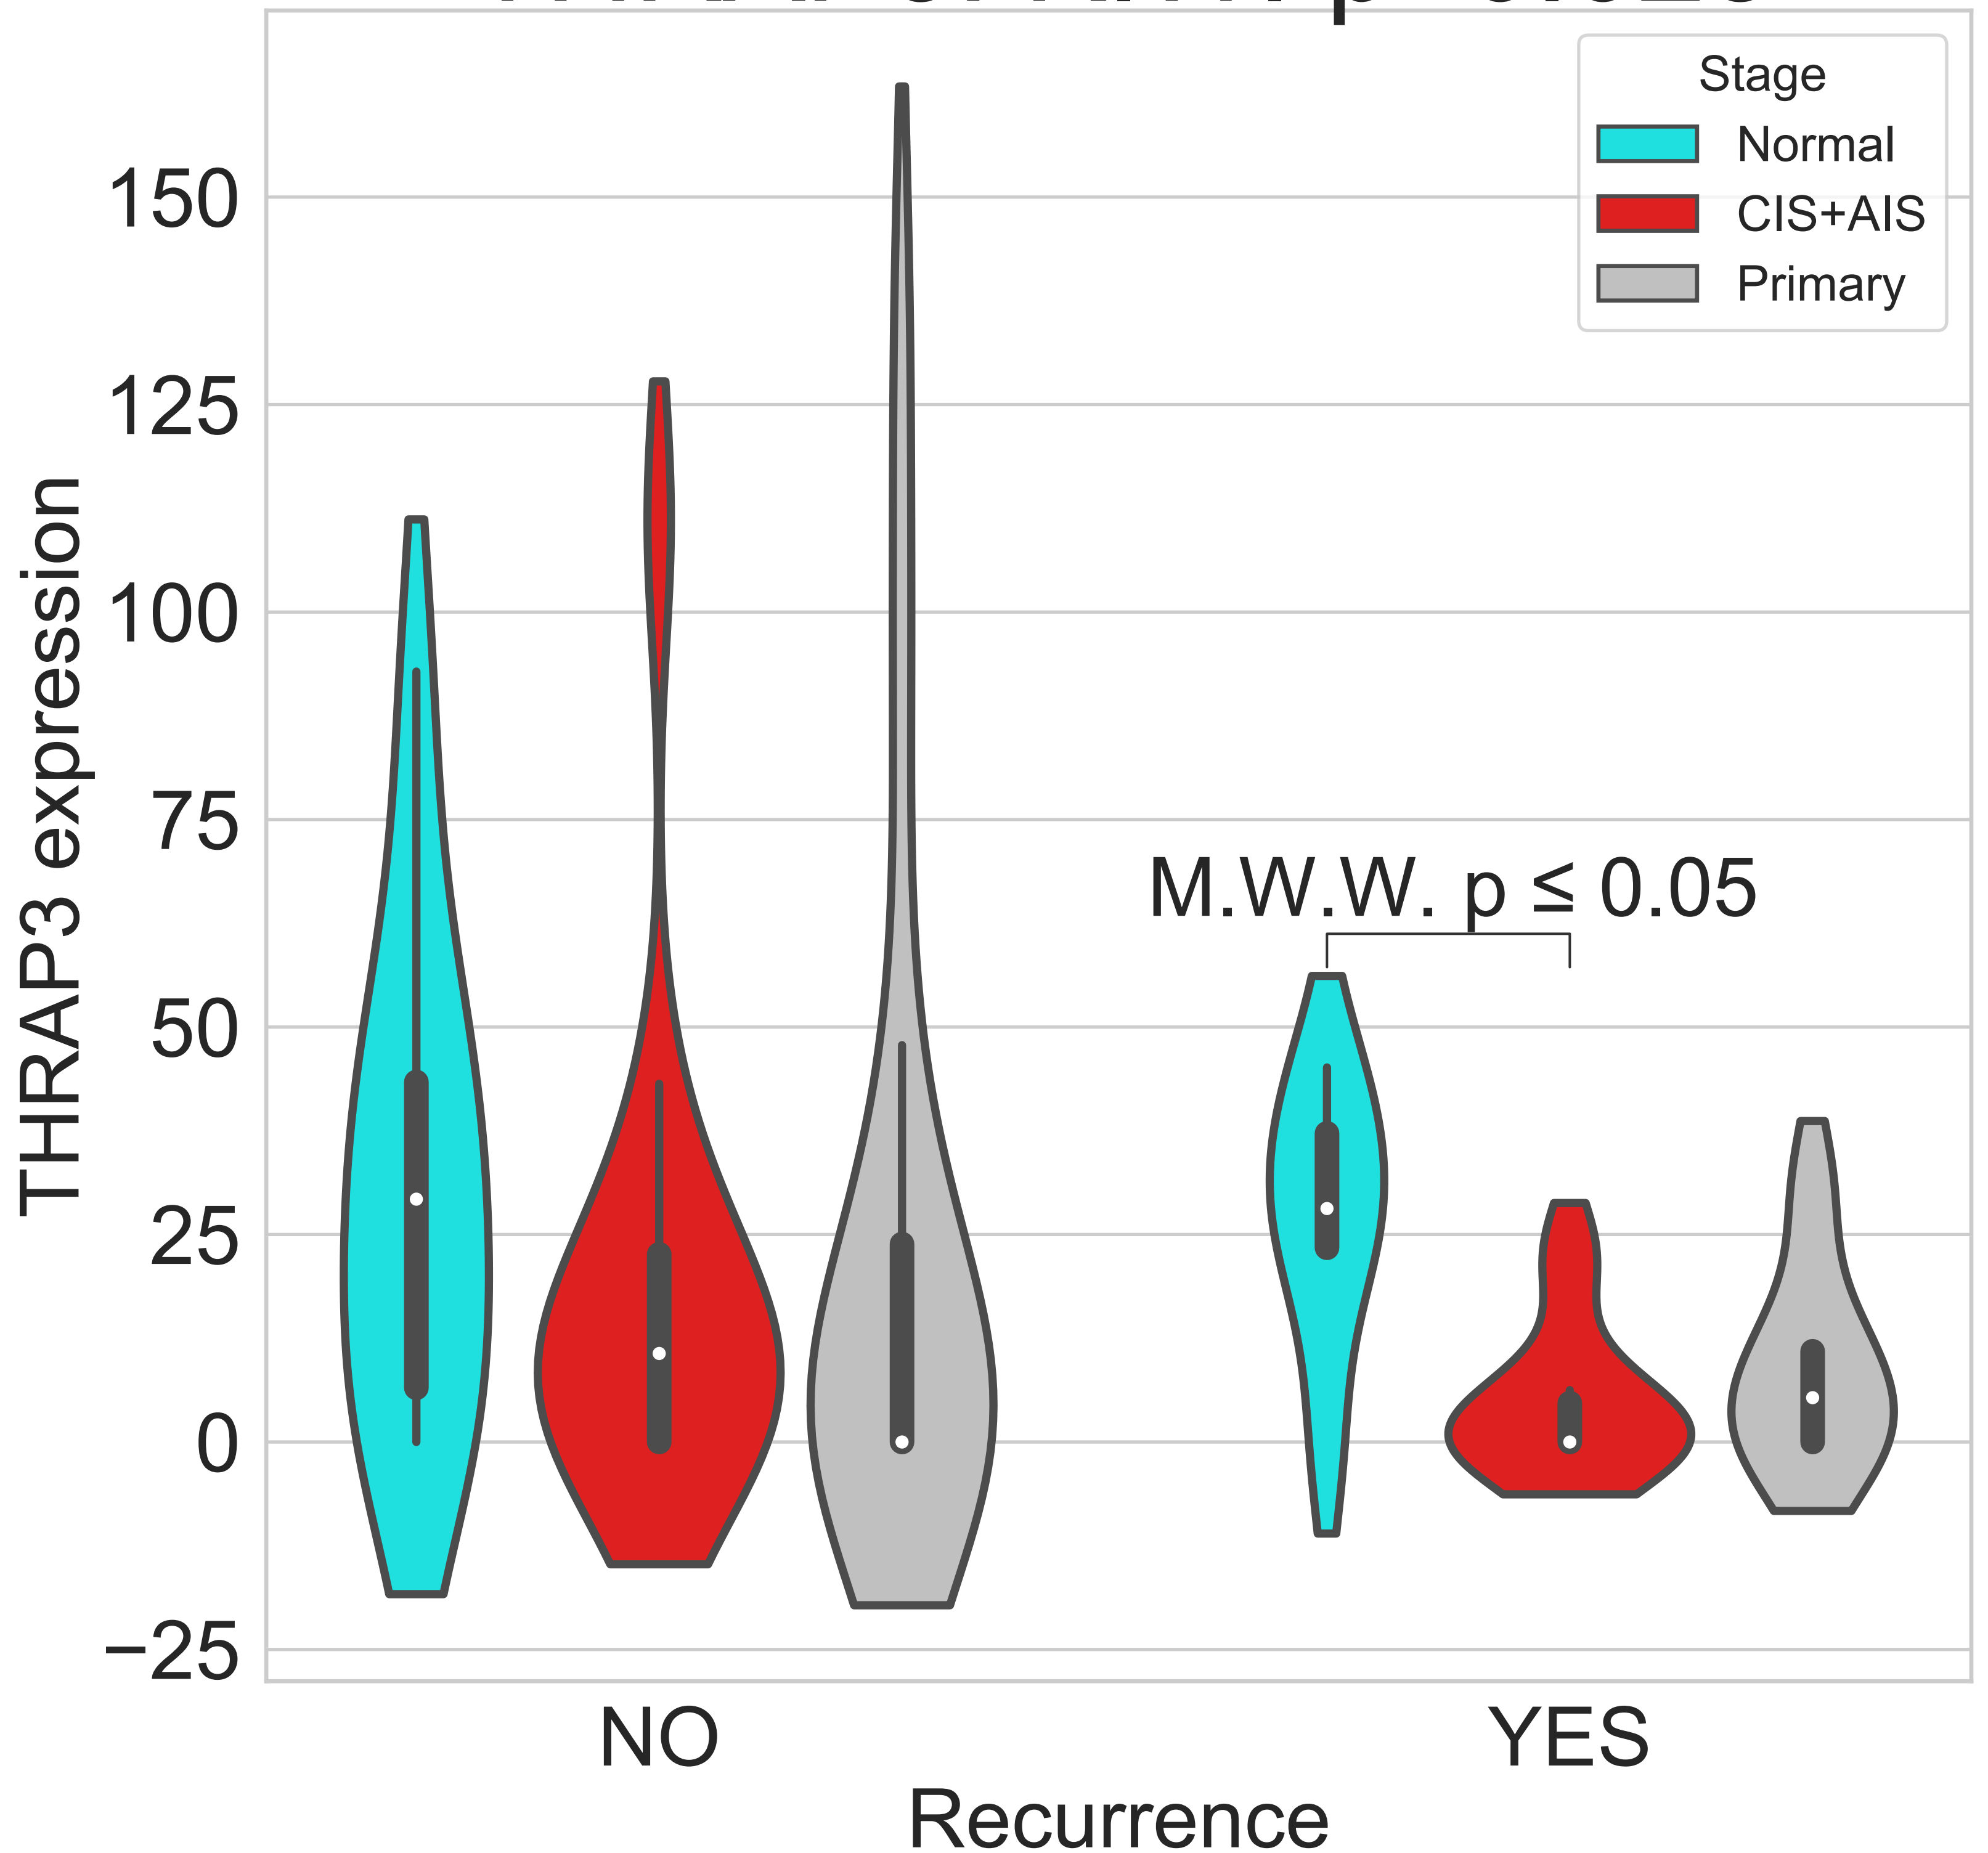 Stage
Normal
CIS+AIS
Primary
150
125
100
75
50
25
0
−25
THRAP3 expression
M.W.W. p ≤ 0.05
NO YES
Recurrence